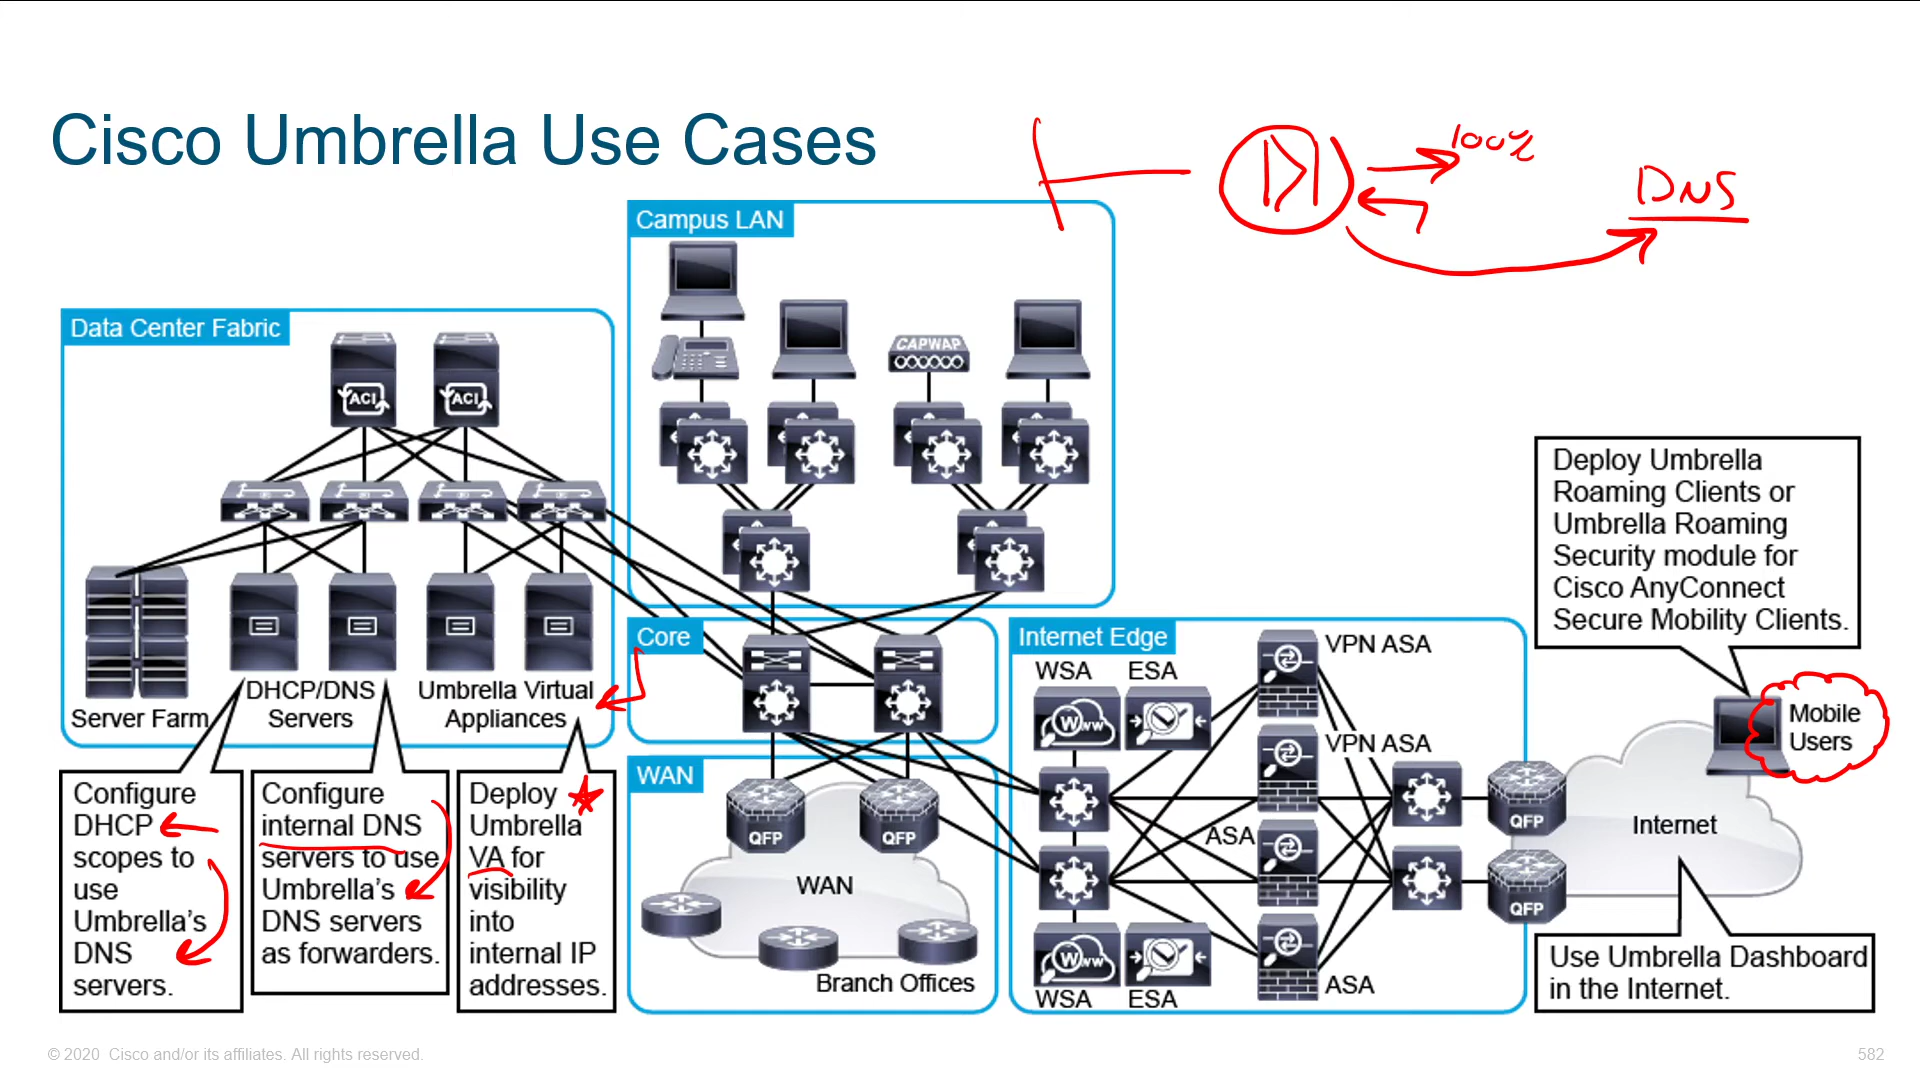 Cisco Umbrella Use Cases
100%
DNS
Campus LAN
CAPWAP
Data Center Fabric
ACI
ACI
Server Farm
DHCP/DNS
Servers
Umbrella Virtual
Appliances
Configure
DHCP
scopes to
use
Umbrella's
DNS
servers.
Configure
internal DNS
servers to use
Umbrella's
DNS servers
as forwarders.
Deploy
Umbrella
VA for
visibility
into
internal IP
addresses.
Core
WAN
QFP
QFP
WAN
Branch Offices
Internet Edge
WSA
ESA
VPN ASA
WWW
VPN ASA
ASA
WWW
WSA
ESA
ASA
QFP
QFP
Internet
Deploy Umbrella
Roaming Clients or
Umbrella Roaming
Security module for
Cisco AnyConnect
Secure Mobility Clients.
Mobile
Users
Use Umbrella Dashboard
in the Internet.
© 2020 Cisco and/or its affiliates. All rights reserved.
582